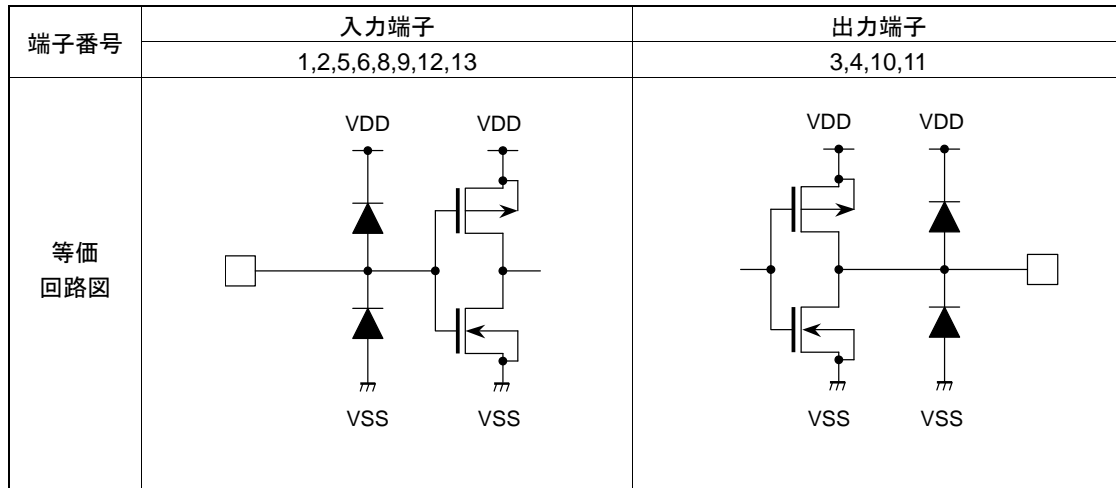 端子番号
入力端子
出力端子
1,2,5,6,8,9,12,13
3,4,10,11
等価
回路図
VDD
VDD
VSS
VSS
VDD
VDD
VSS
VSS